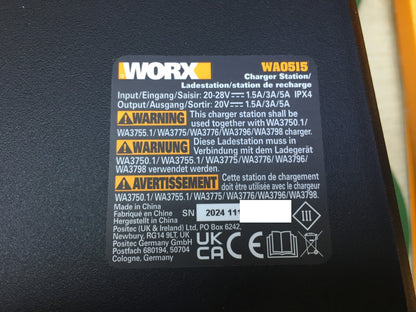 WORX WA0515
Charger Station/
Ladestation/station de recharge
Input/Eingang/Saisir: 20-28V⎓ 1.5A/3A/5A IPX4
Output/Ausgang/Sortir: 20V⎓ 1.5A/3A/5A
WARNING This charger station shall be
used together with WA3750.1/
WA3755.1/ WA3775/WA3776/WA3796/WA3798 charger.
WARNUNG Diese Ladestation muss in
Verbindung mit dem Ladegerät
WA3750.1/ WA3755.1/ WA3775/WA3776/WA3796/
WA3798 verwendet werden.
AVERTISSEMENT Cette station de chargement
doit être utilisée avec le chargeur
WA3750.1/WA3755.1/ WA3775/WA3776/WA3796/WA3798.
Made in China
Fabriqué en Chine
Hergestellt in China
SN 2024 11
Positec (UK & Ireland) Ltd, PO Box 6242,
Newbury, RG14 9LT, UK
Positec Germany GmbH
Postfach 680194, 50704
Cologne, Germany
UK
CA
CE
III